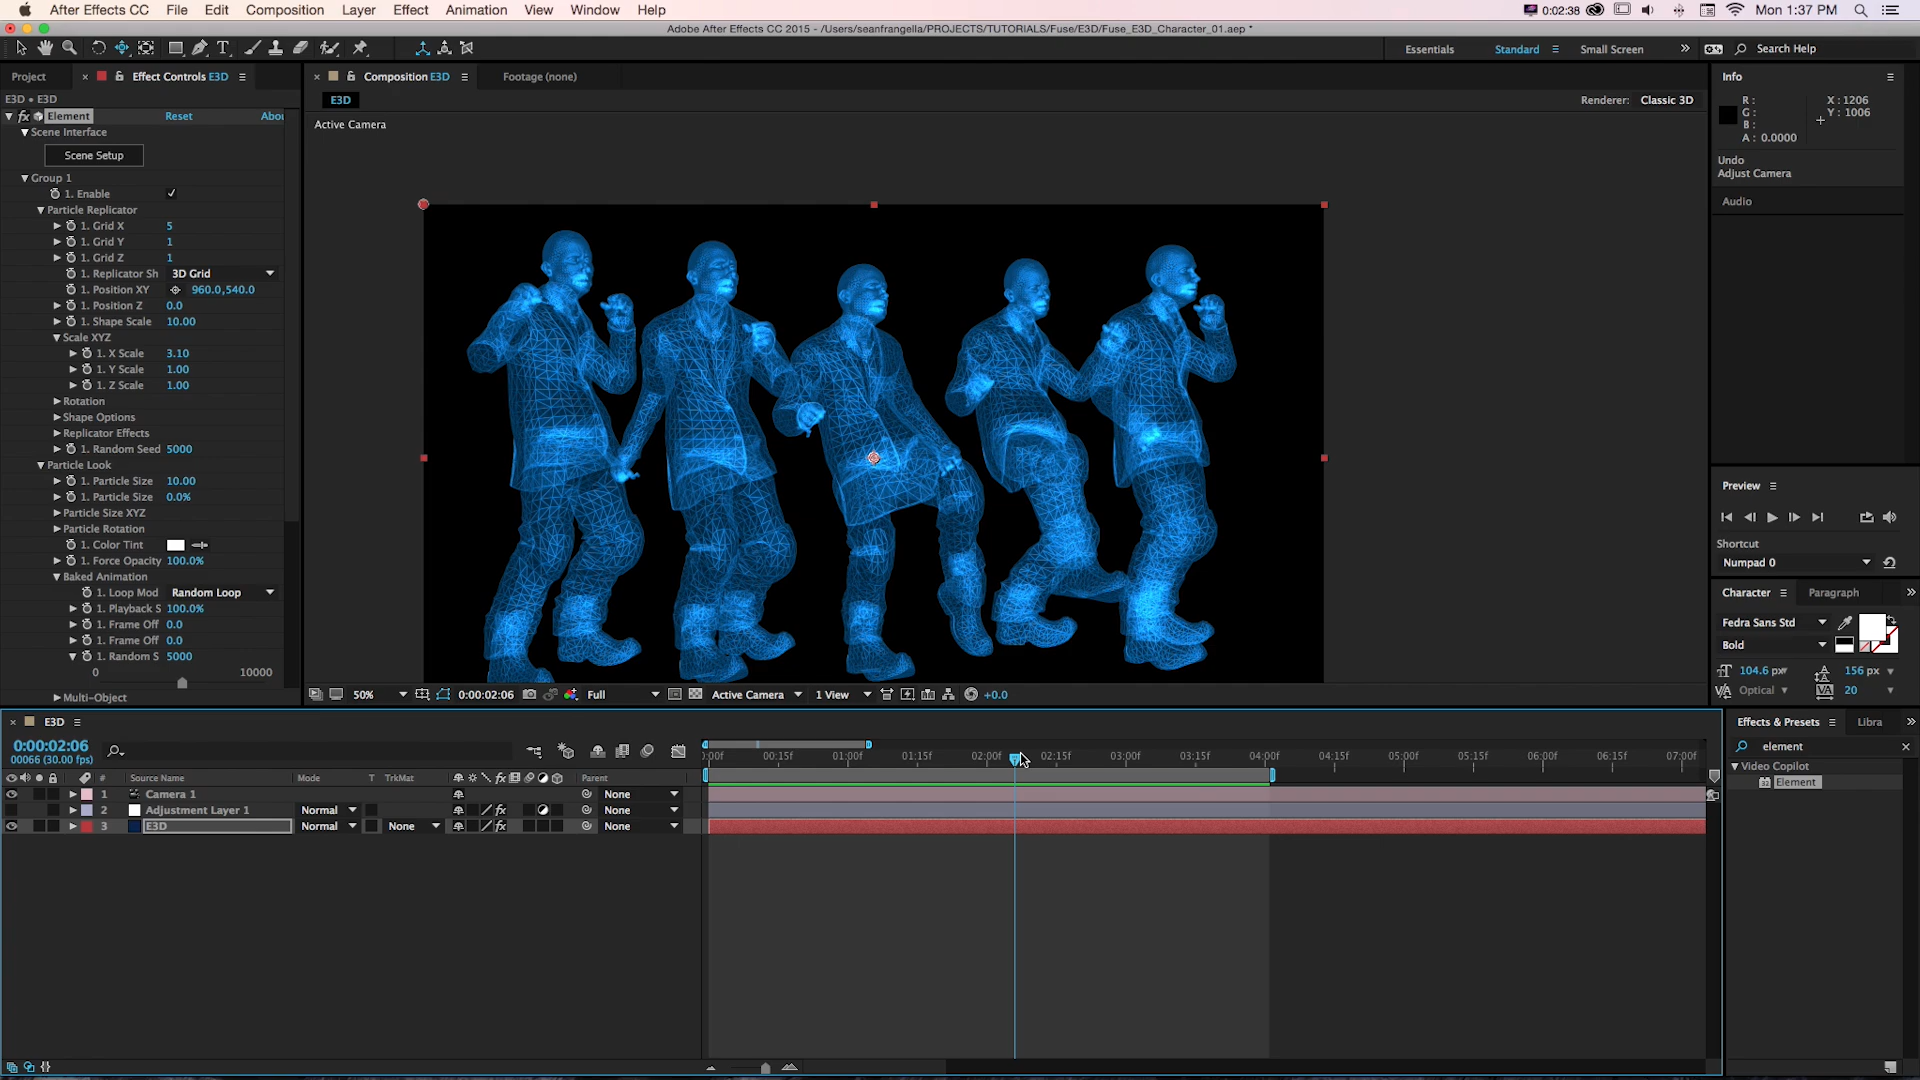 After Effects CC File Edit Composition Layer Effect Animation View Window Help 0:02:38 Mon 1:37 PM
Adobe After Effects CC 2015 - /Users/seanfrangella/PROJECTS/TUTORIALS/Fuse/E3D/Fuse_E3D_Character_01.aep *
T Essentials Standard Small Screen Search Help
Project Effect Controls E3D Composition E3D Footage (none) Info
E3D • E3D E3D Renderer: Classic 3D
fx Element Reset Abou
Active Camera
R: X : 1206
G: Y : 1006
B:
A : 0.0000
Scene Interface
Scene Setup
Undo
Adjust Camera
Group 1
1. Enable
Audio
Particle Replicator
1. Grid X 5
1. Grid Y 1
1. Grid Z 1
1. Replicator Sh 3D Grid
1. Position XY 960.0,540.0
1. Position Z 0.0
1. Shape Scale 10.00
Scale XYZ
1. X Scale 3.10
1. Y Scale 1.00
1. Z Scale 1.00
Rotation
Shape Options
Replicator Effects
1. Random Seed 5000
Particle Look
1. Particle Size 10.00
1. Particle Size 0.0%
Particle Size XYZ
Particle Rotation
1. Color Tint
1. Force Opacity 100.0%
Baked Animation
1. Loop Mod Random Loop
1. Playback S 100.0%
1. Frame Off 0.0
1. Frame Off 0.0
1. Random S 5000
0 10000
Multi-Object
Preview
Shortcut
Numpad 0
Character Paragraph
Fedra Sans Std
Bold
104.6 px 156 px
Optical 20
50% 0:00:02:06 Full Active Camera 1 View +0.0
E3D
0:00:02:06
00066 (30.00 fps)
:00f 00:15f 01:00f 01:15f 02:00f 02:15f 03:00f 03:15f 04:00f 04:15f 05:00f 05:15f 06:00f 06:15f 07:00f
# Source Name Mode T TrkMat fx Parent
1 Camera 1 None
2 Adjustment Layer 1 Normal fx None
3 E3D Normal None fx None
Effects & Presets Libra
element
Video Copilot
Element